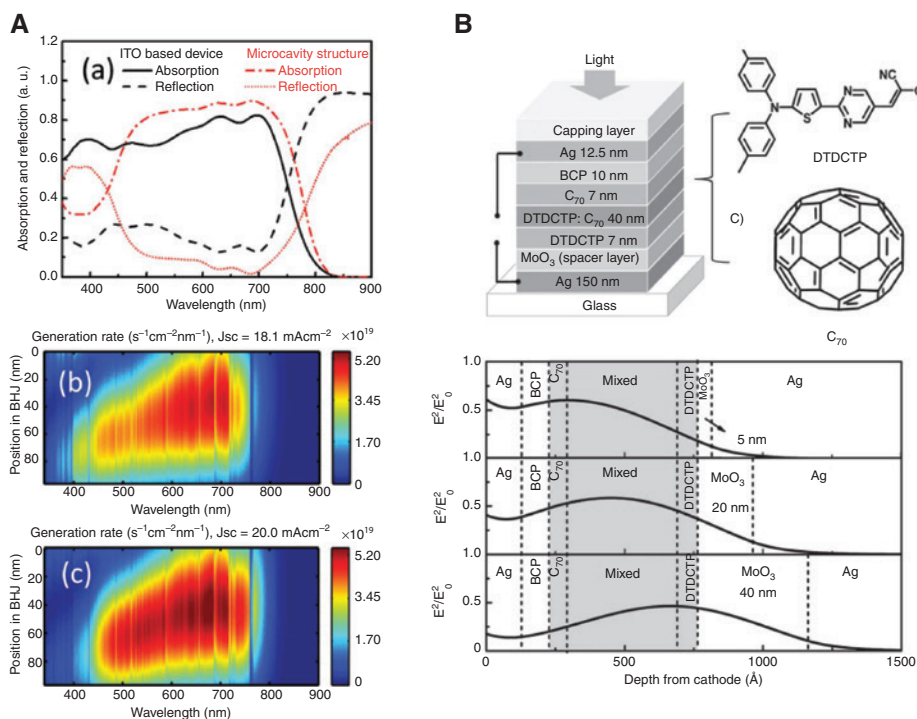 A
(a)
ITO based device
Absorption
Reflection
Microcavity structure
Absorption
Reflection
Absorption and reflection (a. u.)
1.2
1.0
0.8
0.6
0.4
0.2
0.0
400 500 600 700 800 900
Wavelength (nm)
Generation rate (s⁻¹cm⁻²nm⁻¹), Jsc = 18.1 mAcm⁻² ×10¹⁹
(b)
Position in BHJ (nm)
0
20
40
60
80
400 500 600 700 800 900
5.20
3.45
1.70
0
Wavelength (nm)
Generation rate (s⁻¹cm⁻²nm⁻¹), Jsc = 20.0 mAcm⁻² ×10¹⁹
(c)
Position in BHJ (nm)
0
20
40
60
80
400 500 600 700 800 900
5.20
3.45
1.70
0
Wavelength (nm)
B
Light
Capping layer
Ag 12.5 nm
BCP 10 nm
C₇₀ 7 nm
DTDCTP: C₇₀ 40 nm
DTDCTP 7 nm
MoO₃ (spacer layer)
Ag 150 nm
Glass
NC
N
S
N
N
DTDCTP
C)
C₇₀
E²/E²₀
1.0
0.5
Ag BCP C₇₀ Mixed DTDCTP MoO₃ Ag
5 nm
E²/E²₀
1.0
0.5
Ag BCP C₇₀ Mixed DTDCTP MoO₃ Ag
20 nm
E²/E²₀
1.0
0.5
Ag BCP C₇₀ Mixed DTDCTP MoO₃ Ag
40 nm
0 500 1000 1500
Depth from cathode (Å)